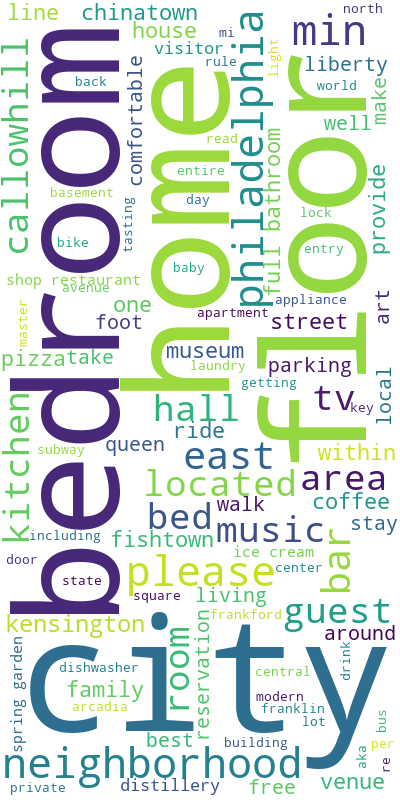 line
chinatown
mi
north
house
min
visitor
light
rule
liberty
back
world
callowhill
bedroom
comfortable
home
philadelphia
floor
make
well
read
entire
full bathroom
basement
tasting
day
lock
provide
bike
entry
baby
shop restaurant
avenue
one
appliance
apartment
art
master
foot
street
pizza
take
museum
laundry
parking
getting
tv
key
local
kitchen
hall
queen
ride
subway
east
within
located
area
bed
walk
coffee
including
music
stay
fishtown
bar
ice cream
door
please
center
state
square
living
guest
kensington
reservation
frankford
around
city
room
spring garden
dishwasher
family
central
drink
arcadia
modern
franklin
lot
bus
best
building
per
neighborhood
aka
re
private
distillery
free
venue